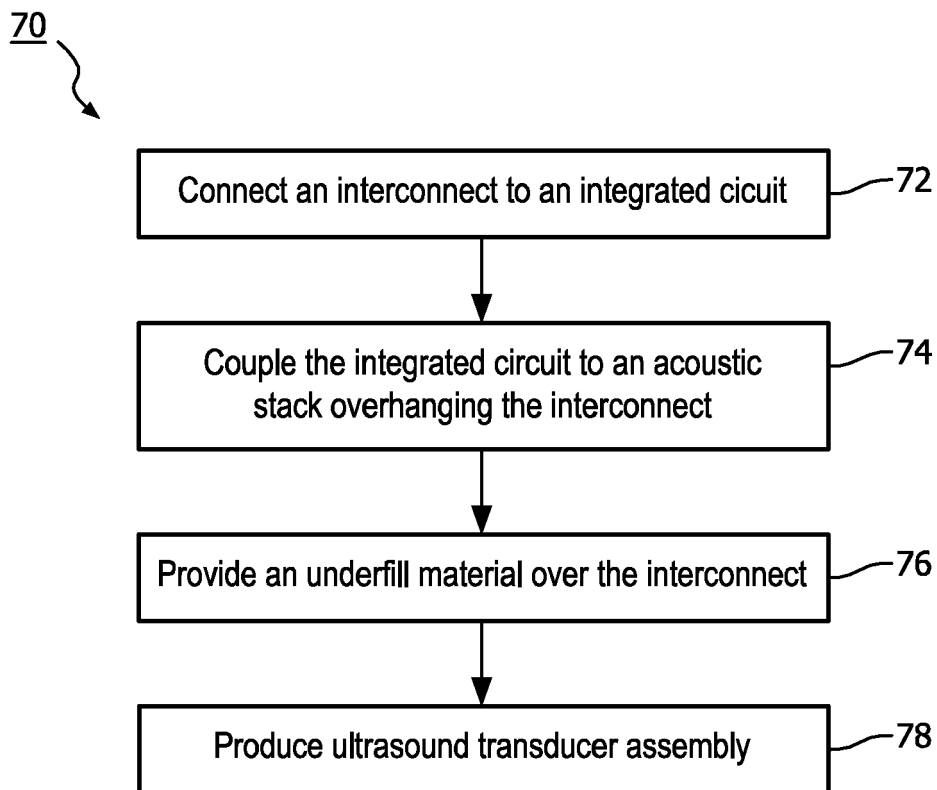 70
Connect an interconnect to an integrated cicuit
72
Couple the integrated circuit to an acoustic
stack overhanging the interconnect
74
Provide an underfill material over the interconnect
76
Produce ultrasound transducer assembly
78